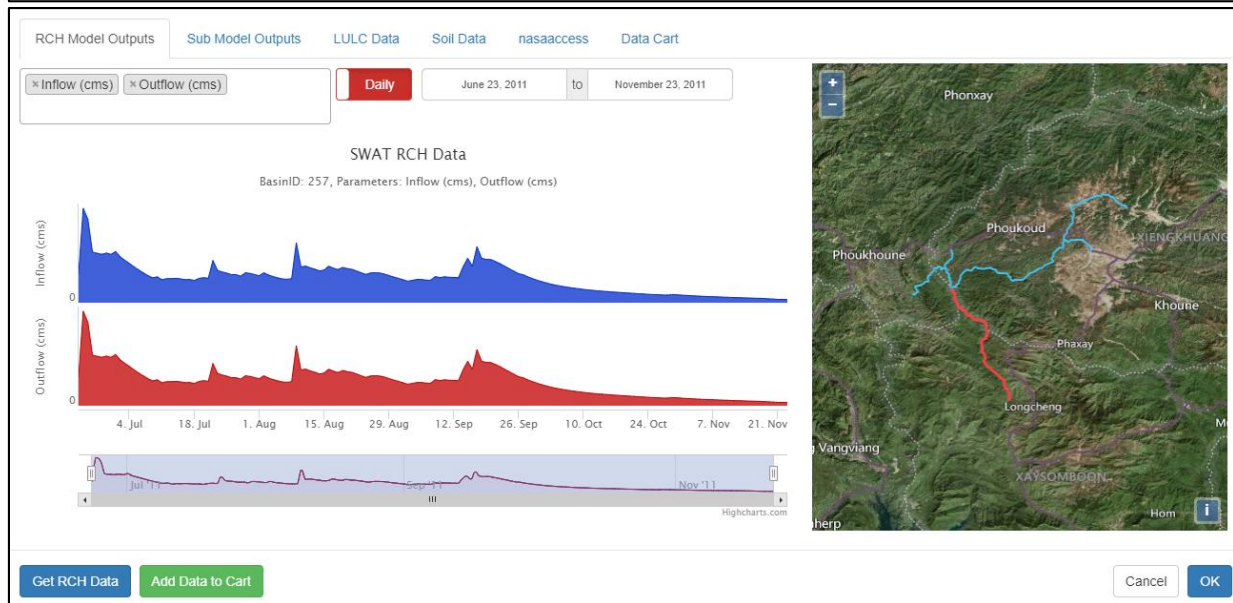 RCH Model Outputs Sub Model Outputs LULC Data Soil Data nasaaccess Data Cart
×Inflow (cms) ×Outflow (cms) Daily June 23, 2011 to November 23, 2011
SWAT RCH Data
BasinID: 257, Parameters: Inflow (cms), Outflow (cms)
Inflow (cms)
0
Outflow (cms)
0
4. Jul 18. Jul 1. Aug 15. Aug 29. Aug 12. Sep 26. Sep 10. Oct 24. Oct 7. Nov 21. Nov
Jul '11 Sep '11 Nov '11
Highcharts.com
+
−
Phonxay
Phoukoud
XIENGKHUANG
Phoukhoune
Khoune
Phaxay
Longcheng
Vangviang
XAYSOMBOON
Hom
herp
i
Get RCH Data Add Data to Cart Cancel OK